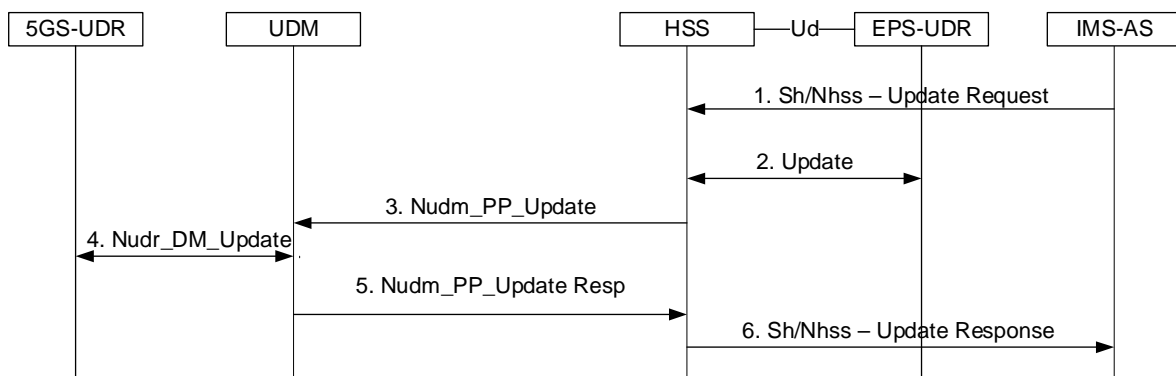 5GS-UDR
UDM
HSS
Ud
EPS-UDR
IMS-AS
1. Sh/Nhss – Update Request
2. Update
3. Nudm_PP_Update
4. Nudr_DM_Update
5. Nudm_PP_Update Resp
6. Sh/Nhss – Update Response